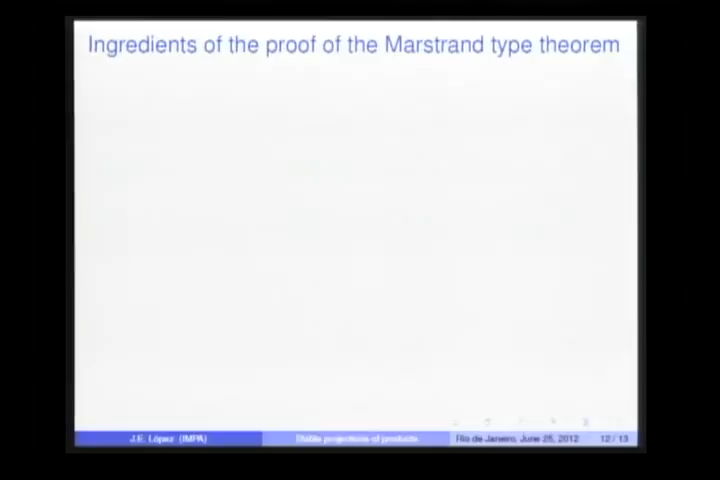 Ingredients of the proof of the Marstrand type theorem
J.E. López (IMPA) Stable projections of products Rio de Janeiro, June 25, 2012 12 / 13